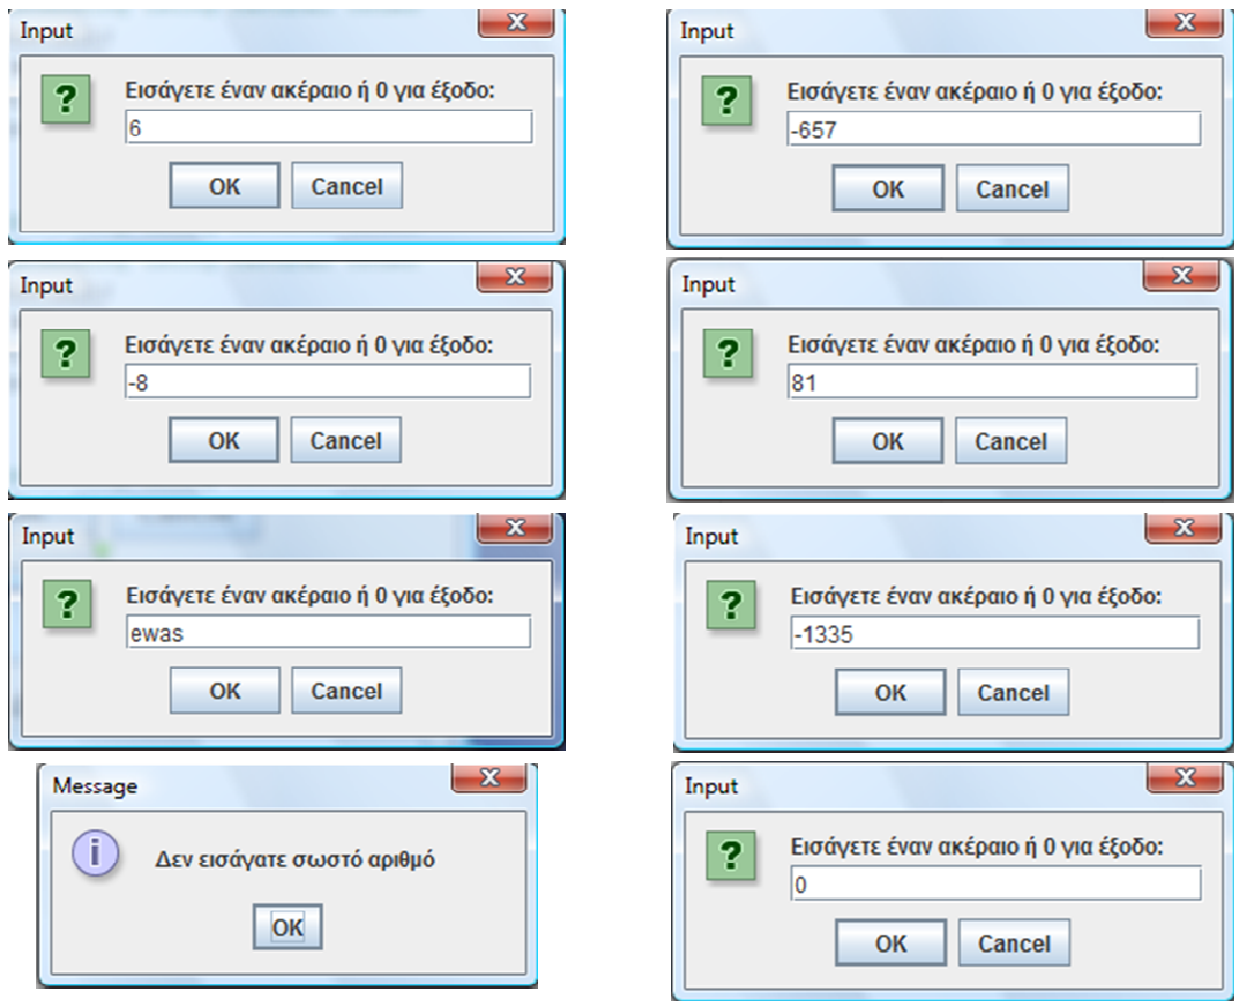 Input
Εισάγετε έναν ακέραιο ή 0 για έξοδο:
6
OK Cancel
Input
Εισάγετε έναν ακέραιο ή 0 για έξοδο:
-8
OK Cancel
Input
Εισάγετε έναν ακέραιο ή 0 για έξοδο:
ewas
OK Cancel
Message
Δεν εισάγατε σωστό αριθμό
OK
Input
Εισάγετε έναν ακέραιο ή 0 για έξοδο:
-657
OK Cancel
Input
Εισάγετε έναν ακέραιο ή 0 για έξοδο:
81
OK Cancel
Input
Εισάγετε έναν ακέραιο ή 0 για έξοδο:
-1335
OK Cancel
Input
Εισάγετε έναν ακέραιο ή 0 για έξοδο:
0
OK Cancel